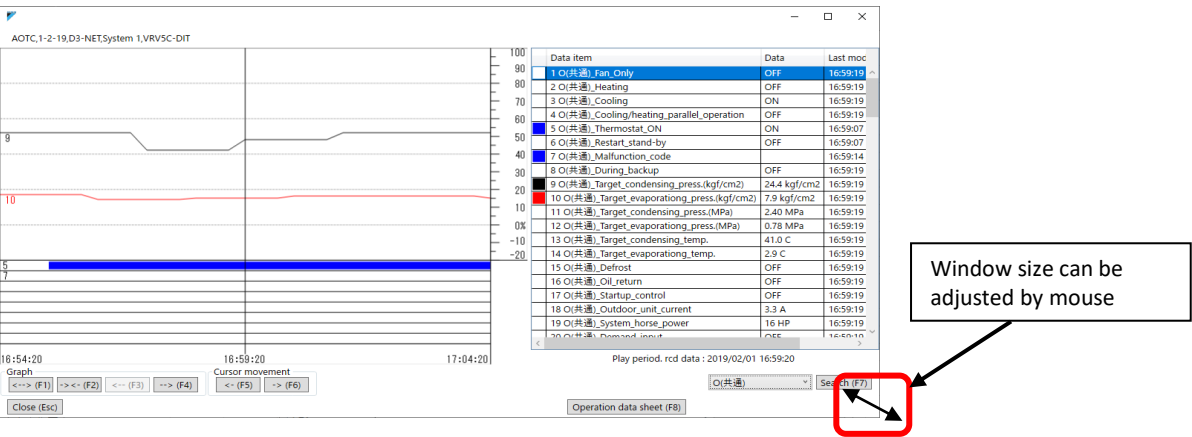 AOTC,1-2-19,D3-NET,System 1,VRV5C-DIT
100
90
80
70
60
50
40
30
20
10
0%
-10
-20
9
10
5
7
16:54:20 16:59:20 17:04:20
Data item Data Last moc
1 O(共通)_Fan_Only OFF 16:59:19
2 O(共通)_Heating OFF 16:59:19
3 O(共通)_Cooling ON 16:59:19
4 O(共通)_Cooling/heating_parallel_operation OFF 16:59:19
5 O(共通)_Thermostat_ON ON 16:59:07
6 O(共通)_Restart_stand-by OFF 16:59:07
7 O(共通)_Malfunction_code 16:59:14
8 O(共通)_During_backup OFF 16:59:19
9 O(共通)_Target_condensing_press.(kgf/cm2) 24.4 kgf/cm2 16:59:19
10 O(共通)_Target_evaporationg_press.(kgf/cm2) 7.9 kgf/cm2 16:59:19
11 O(共通)_Target_condensing_press.(MPa) 2.40 MPa 16:59:19
12 O(共通)_Target_evaporationg_press.(MPa) 0.78 MPa 16:59:19
13 O(共通)_Target_condensing_temp. 41.0 C 16:59:19
14 O(共通)_Target_evaporationg_temp. 2.9 C 16:59:19
15 O(共通)_Defrost OFF 16:59:19
16 O(共通)_Oil_return OFF 16:59:19
17 O(共通)_Startup_control OFF 16:59:19
18 O(共通)_Outdoor_unit_current 3.3 A 16:59:19
19 O(共通)_System_horse_power 16 HP 16:59:19
20 O(共通)_Demand_input OFF 16:59:19
Play period. rcd data : 2019/02/01 16:59:20
Graph Cursor movement
<--> (F1) -> <- (F2) <-- (F3) --> (F4) <- (F5) -> (F6) O(共通) Search (F7)
Close (Esc) Operation data sheet (F8)
Window size can be
adjusted by mouse